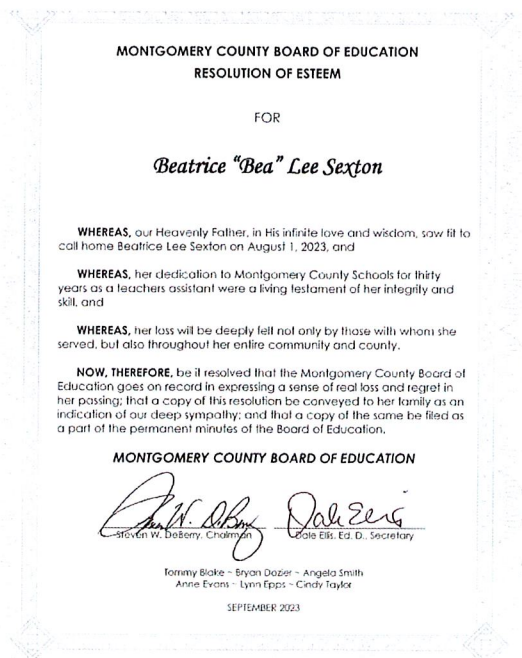 MONTGOMERY COUNTY BOARD OF EDUCATION
RESOLUTION OF ESTEEM
FOR
Beatrice "Bea" Lee Sexton
WHEREAS, our Heavenly Father, in His infinite love and wisdom, saw fit to
call home Beatrice Lee Sexton on August 1, 2023, and
WHEREAS, her dedication to Montgomery County Schools for thirty
years as a teachers assistant were a living testament of her integrity and
skill, and
WHEREAS, her loss will be deeply felt not only by those with whom she
served, but also throughout her entire community and county.
NOW, THEREFORE, be it resolved that the Montgomery County Board of
Education goes on record in expressing a sense of real loss and regret in
her passing; that a copy of this resolution be conveyed to her family as an
indication of our deep sympathy; and that a copy of the same be filed as
a part of the permanent minutes of the Board of Education.
MONTGOMERY COUNTY BOARD OF EDUCATION
Steven W. DeBerry, Chairman Dale Ellis, Ed. D., Secretary
Tommy Blake ~ Bryan Dozier ~ Angela Smith
Anne Evans ~ Lynn Epps ~ Cindy Taylor
SEPTEMBER 2023